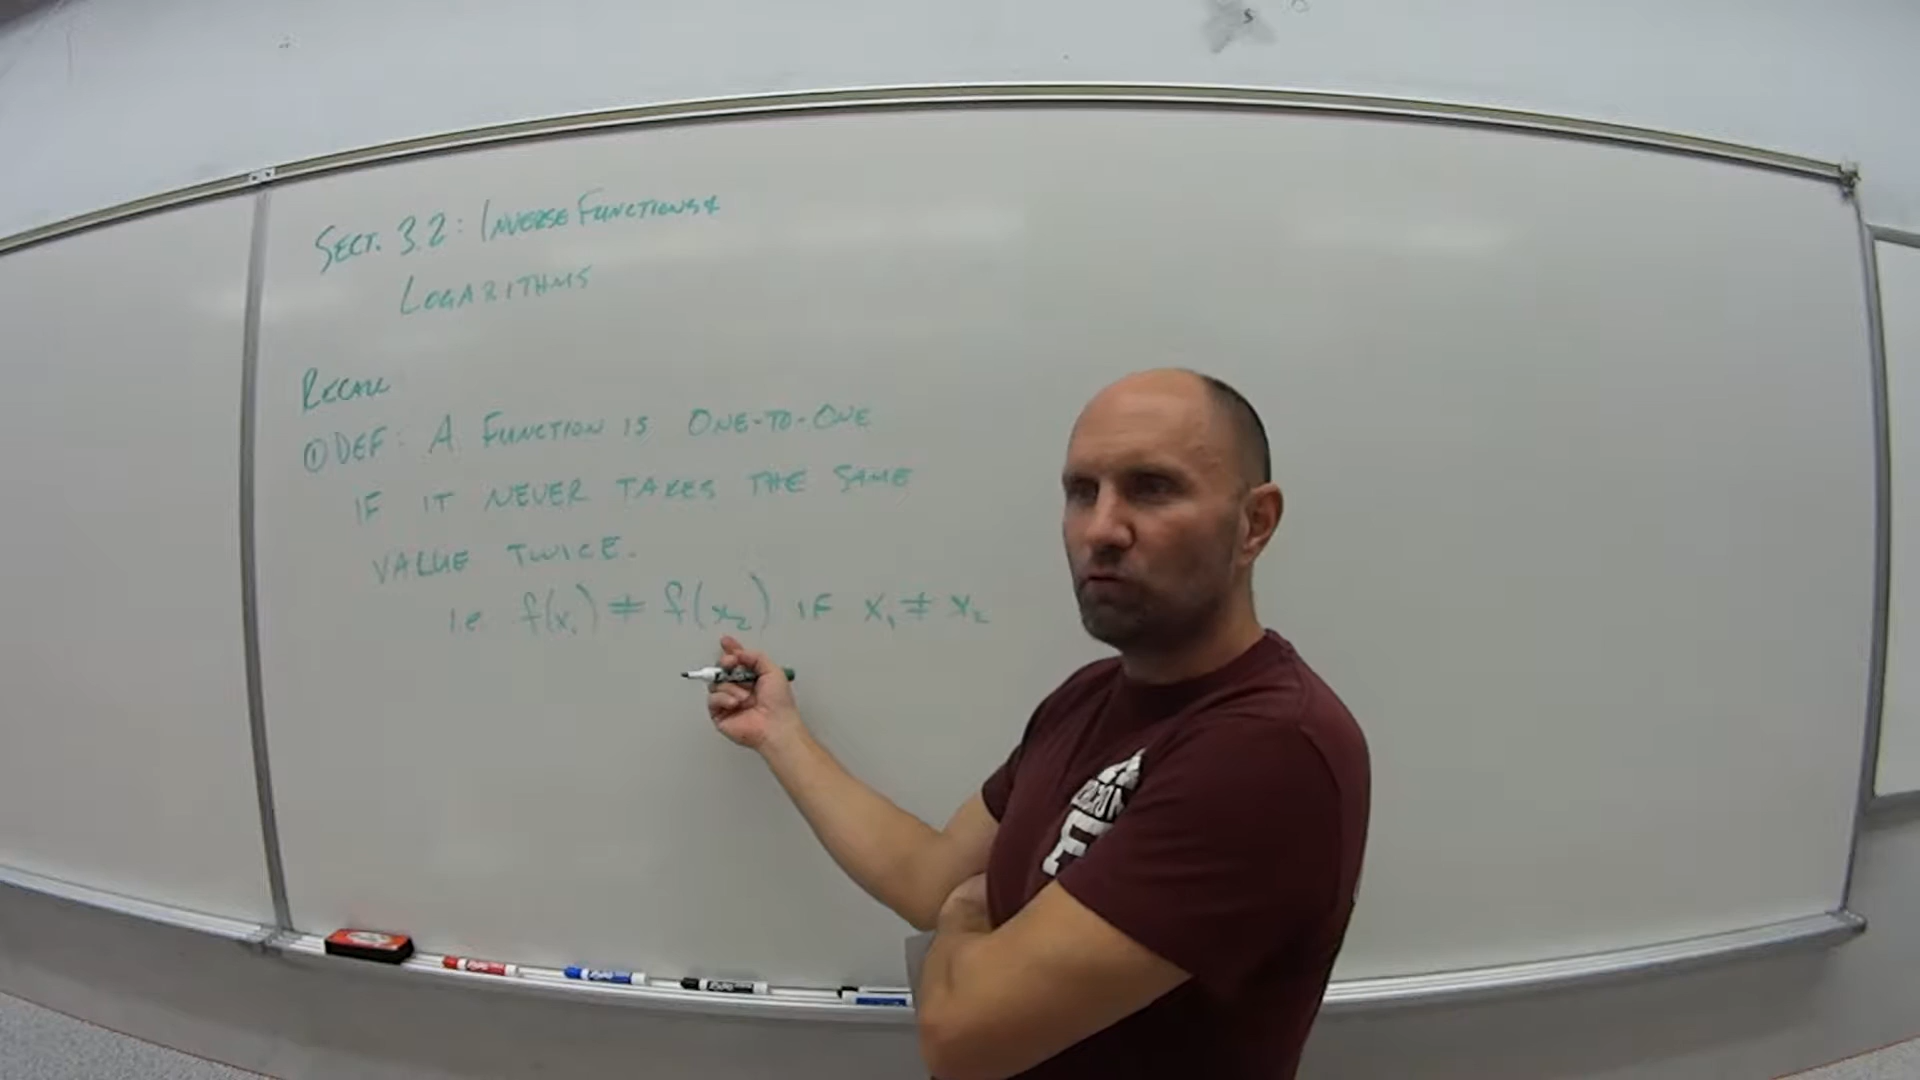 SECT. 3.2: INVERSE FUNCTIONS &
LOGARITHMS
RECALL
① DEF: A FUNCTION IS ONE-TO-ONE
IF IT NEVER TAKES THE SAME
VALUE TWICE.
i.e. f(x₁) ≠ f(x₂) IF x₁ ≠ x₂